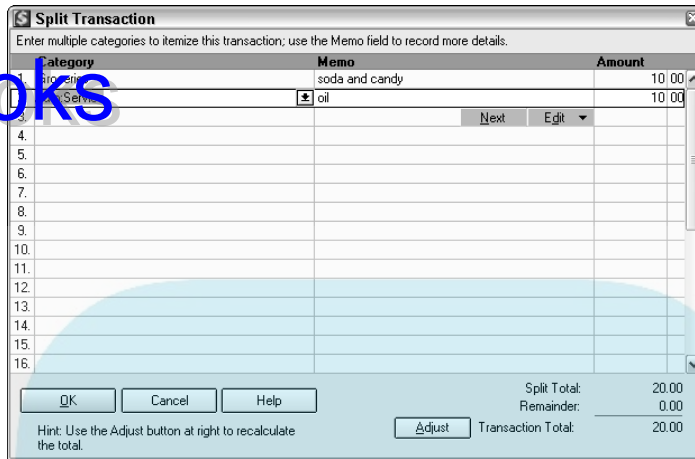 Split Transaction
Enter multiple categories to itemize this transaction; use the Memo field to record more details.
Category Memo Amount
1. Groceries soda and candy 10 00
oks
:Service oil 10 00
3. Next Edit
4.
5.
6.
7.
8.
9.
10.
11.
12.
13.
14.
15.
16.
Split Total: 20.00
OK Cancel Help Remainder: 0.00
Hint: Use the Adjust button at right to recalculate Adjust Transaction Total: 20.00
the total.